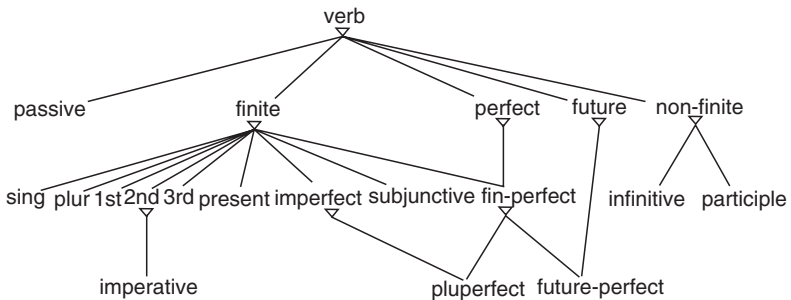 verb
passive finite perfect future non-finite
sing plur 1st 2nd 3rd present imperfect subjunctive fin-perfect infinitive participle
imperative pluperfect future-perfect